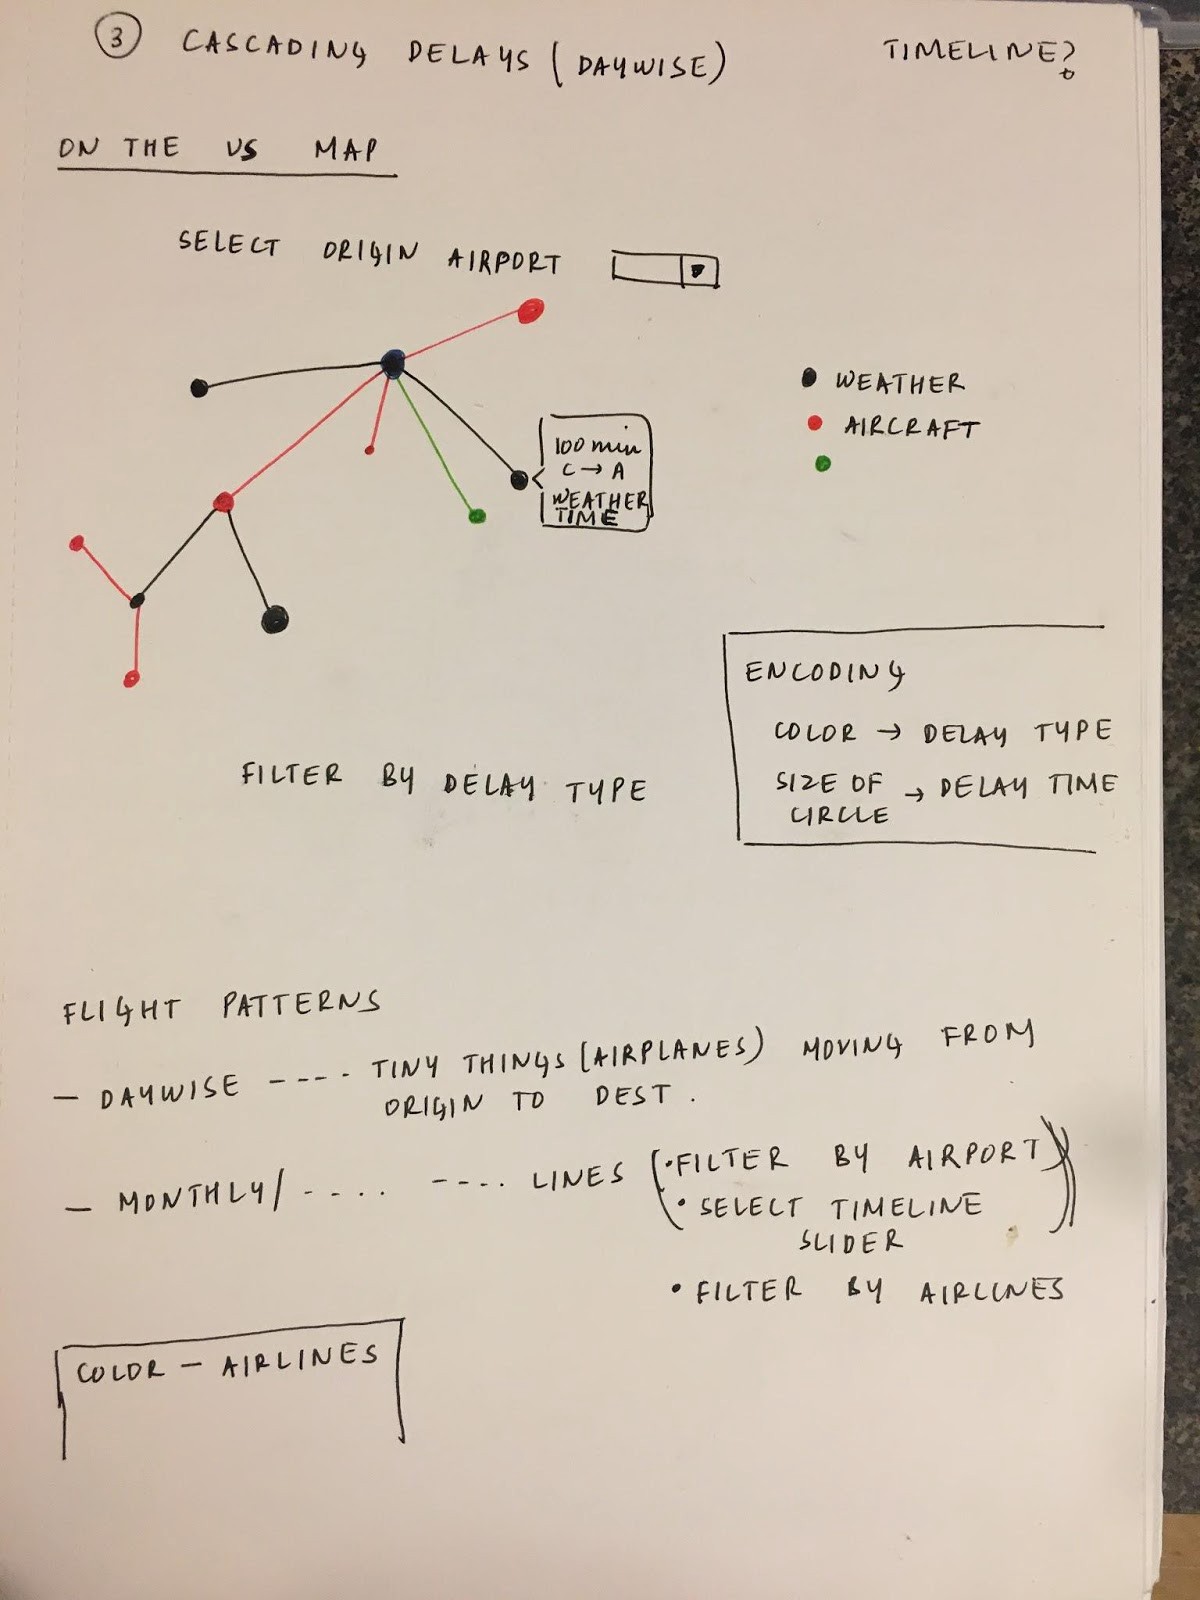 3 CASCADING DELAYS (DAYWISE)
TIMELINE?
ON THE US MAP
SELECT ORIGIN AIRPORT
100 min
C → A
WEATHER
TIME
WEATHER
AIRCRAFT
ENCODING
COLOR → DELAY TYPE
SIZE OF → DELAY TIME
CIRCLE
FILTER BY DELAY TYPE
FLIGHT PATTERNS
— DAYWISE ---- TINY THINGS (AIRPLANES) MOVING FROM
ORIGIN TO DEST.
— MONTHLY/ .... ---- LINES (• FILTER BY AIRPORT))
• SELECT TIMELINE
SLIDER
• FILTER BY AIRLINES
COLOR — AIRLINES